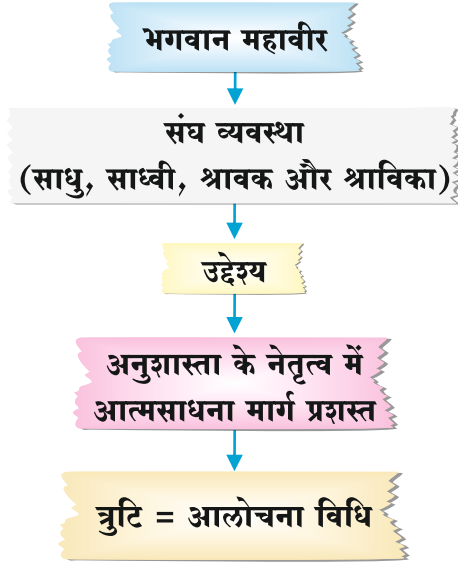 भगवान महावीर
संघ व्यवस्था
(साधु, साध्वी, श्रावक और श्राविका)
उद्देश्य
अनुशास्ता के नेतृत्व में
आत्मसाधना मार्ग प्रशस्त
त्रुटि = आलोचना विधि